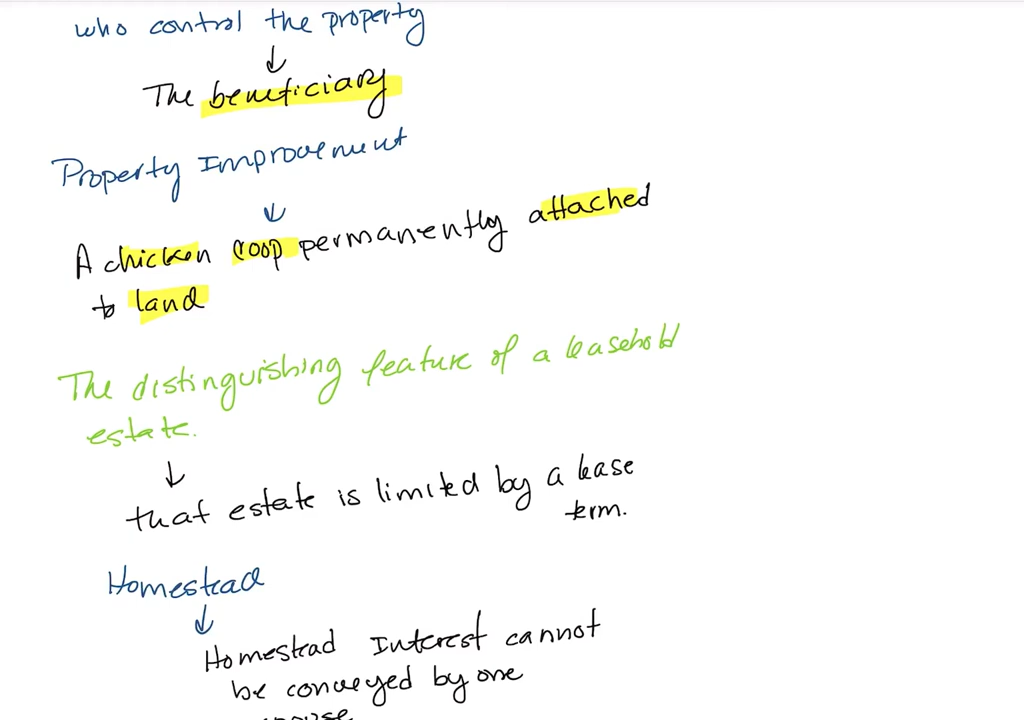 who control the property
↓
The beneficiary
Property Improvement
↓
A chicken coop permanently attached
to land
The distinguishing feature of a leasehold
estate.
↓
that estate is limited by a lease
term.
Homestead
↓
Homestead Interest cannot
be conveyed by one
spouse